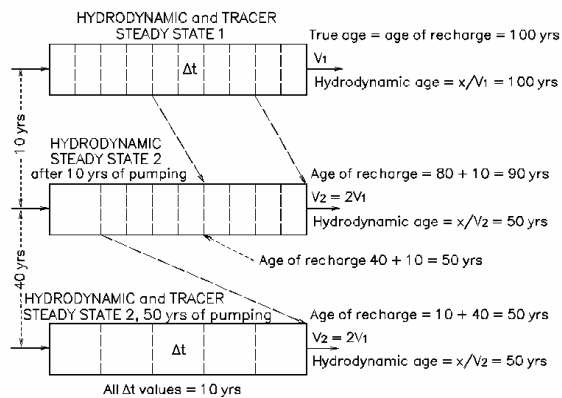 HYDRODYNAMIC and TRACER
STEADY STATE 1
True age = age of recharge = 100 yrs
Δt
V1
Hydrodynamic age = x/V1 = 100 yrs
10 yrs
HYDRODYNAMIC
STEADY STATE 2
after 10 yrs of pumping
Age of recharge = 80 + 10 = 90 yrs
V2 = 2V1
Hydrodynamic age = x/V2 = 50 yrs
Age of recharge 40 + 10 = 50 yrs
40 yrs
HYDRODYNAMIC and TRACER
STEADY STATE 2, 50 yrs of pumping
Age of recharge = 10 + 40 = 50 yrs
V2 = 2V1
Δt
Hydrodynamic age = x/V2 = 50 yrs
All Δt values = 10 yrs